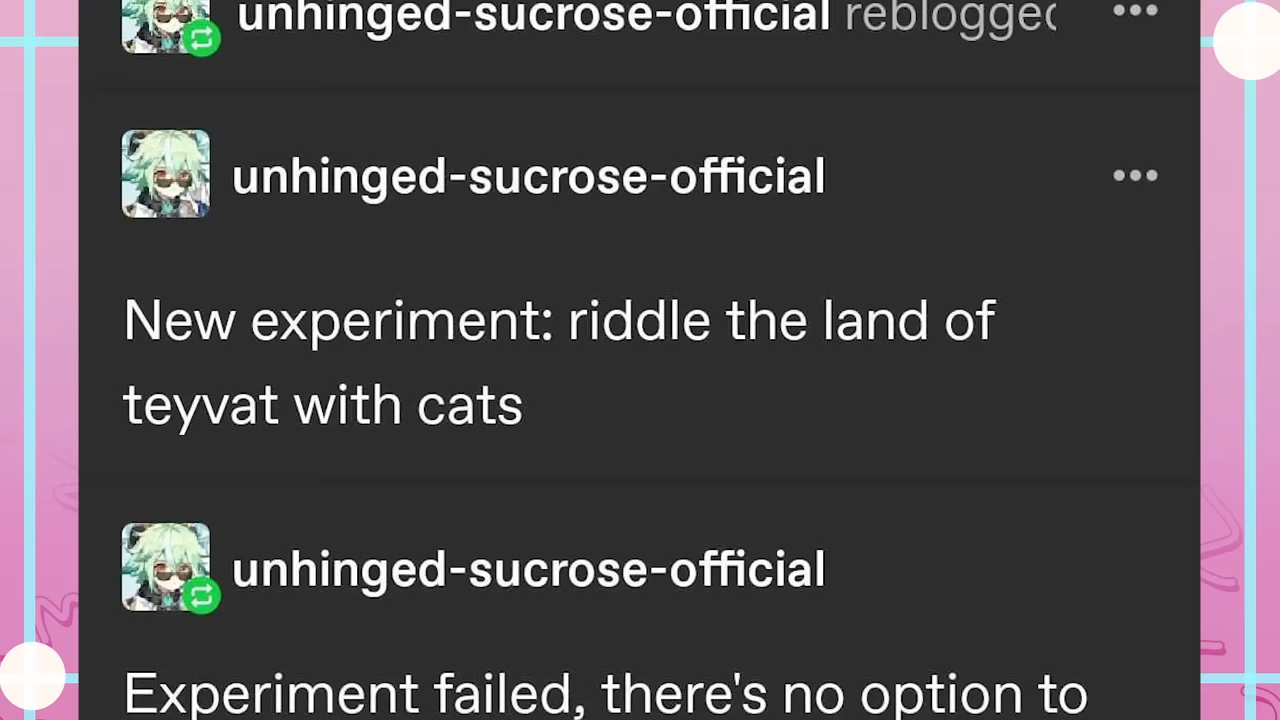 unhinged-sucrose-official reblogged
unhinged-sucrose-official
New experiment: riddle the land of
teyvat with cats
unhinged-sucrose-official
Experiment failed, there's no option to